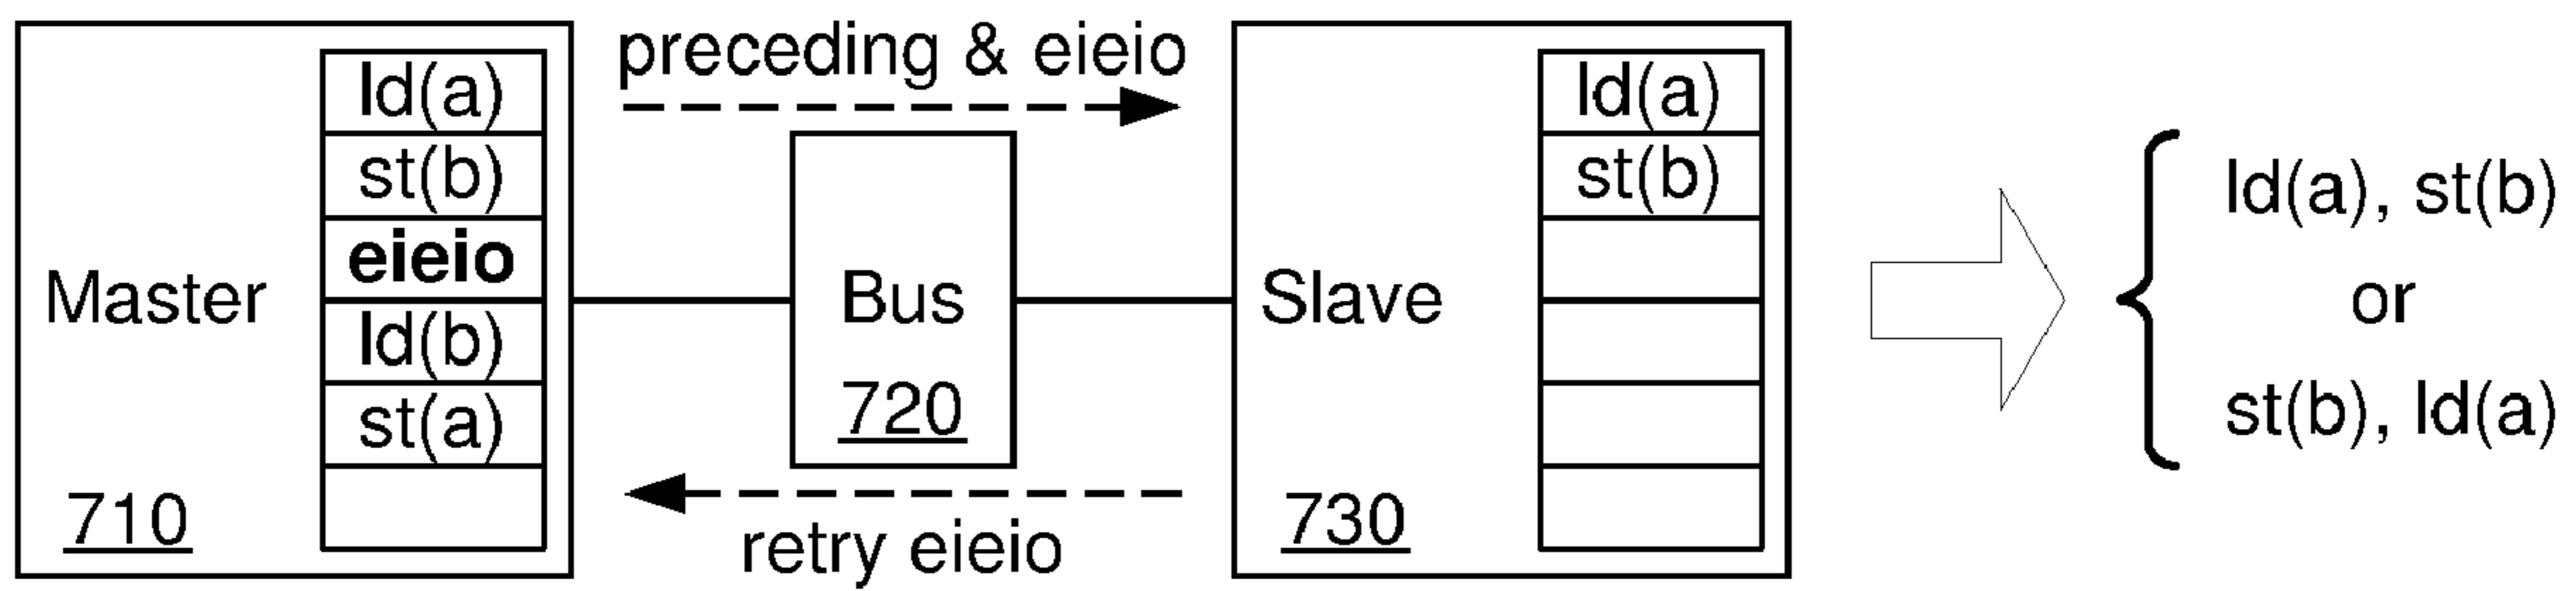 preceding & eieio
Master
710
ld(a)
st(b)
eieio
ld(b)
st(a)
Bus
720
retry eieio
Slave
730
ld(a)
st(b)
ld(a), st(b)
or
st(b), ld(a)